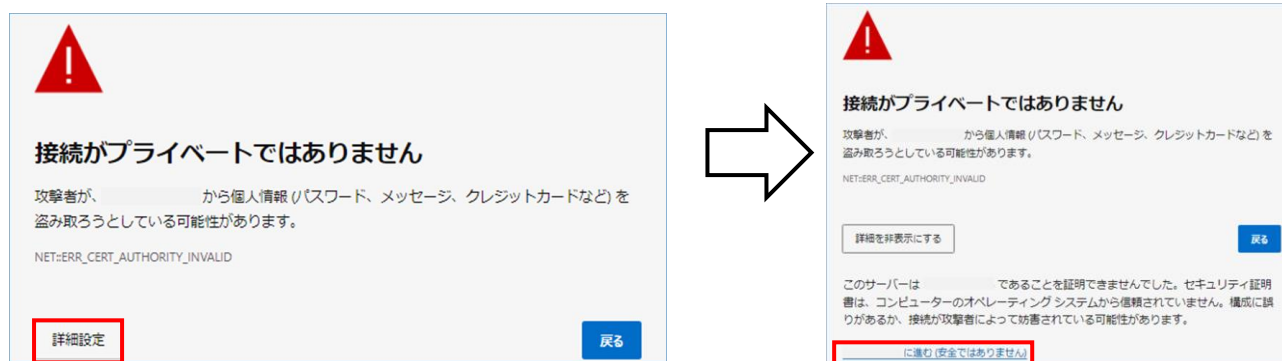 接続がプライベートではありません
攻撃者が、 から個人情報 (パスワード、メッセージ、クレジットカードなど) を
盗み取ろうとしている可能性があります。
NET::ERR_CERT_AUTHORITY_INVALID
詳細設定
戻る
接続がプライベートではありません
攻撃者が、 から個人情報 (パスワード、メッセージ、クレジットカードなど) を
盗み取ろうとしている可能性があります。
NET::ERR_CERT_AUTHORITY_INVALID
詳細を非表示にする
戻る
このサーバーは であることを証明できませんでした。セキュリティ証明
書は、コンピューターのオペレーティング システムから信頼されていません。構成に誤
りがあるか、接続が攻撃者によって妨害されている可能性があります。
に進む (安全ではありません)